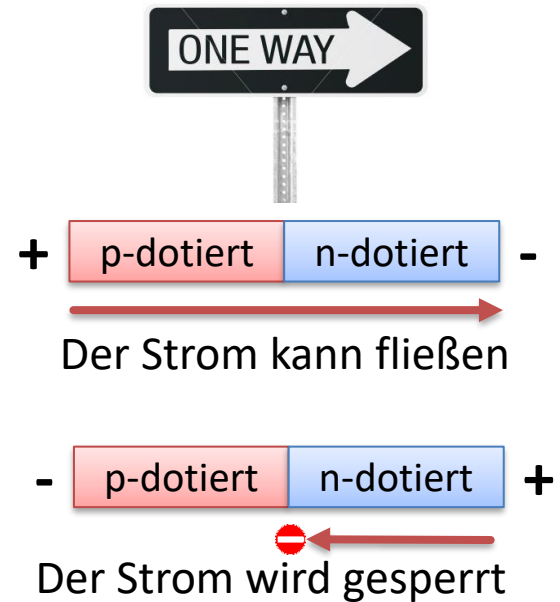 ONE WAY
+ p-dotiert n-dotiert -
Der Strom kann fließen
- p-dotiert n-dotiert +
Der Strom wird gesperrt